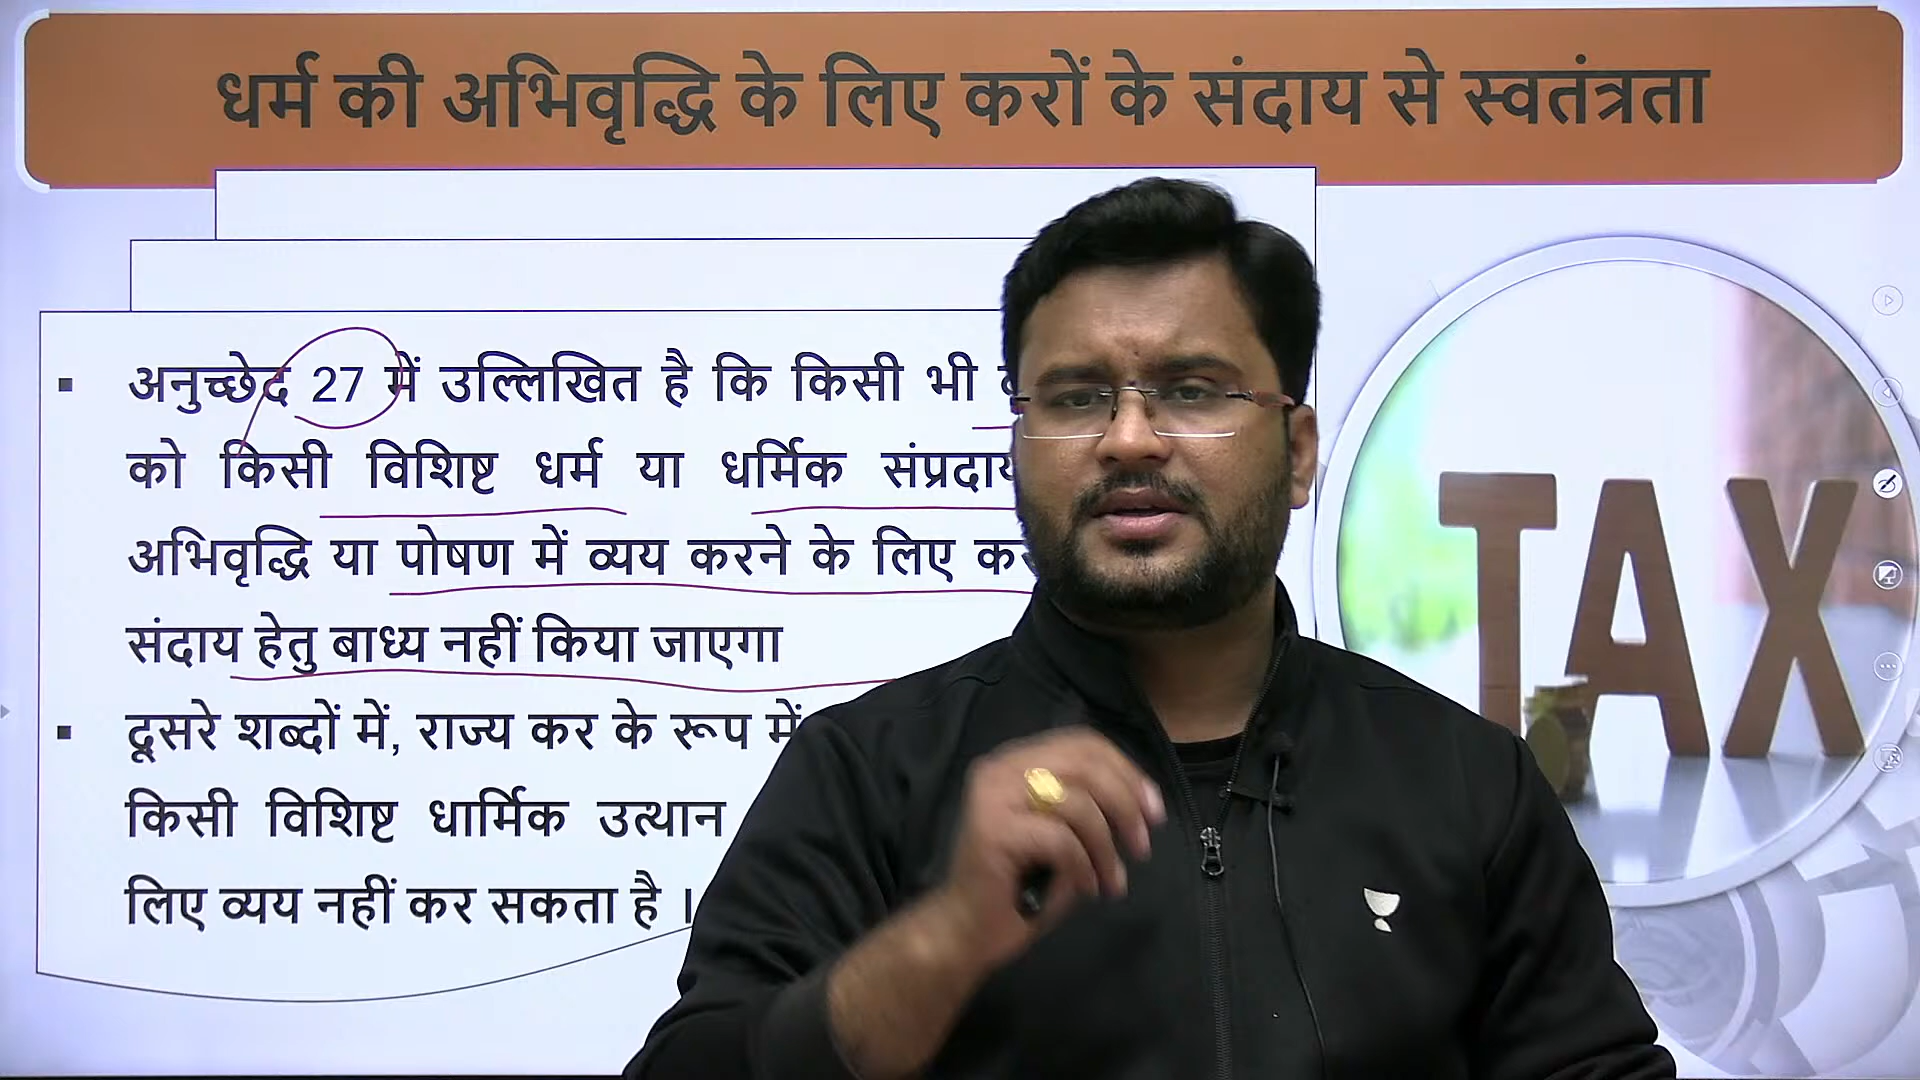 धर्म की अभिवृद्धि के लिए करों के संदाय से स्वतंत्रता
▪ अनुच्छेद 27 में उल्लिखित है कि किसी भी
को किसी विशिष्ट धर्म या धर्मिक संप्रदाय
अभिवृद्धि या पोषण में व्यय करने के लिए
संदाय हेतु बाध्य नहीं किया जाएगा
▪ दूसरे शब्दों में, राज्य कर के रूप में
किसी विशिष्ट धार्मिक उत्थान
लिए व्यय नहीं कर सकता है ।
TAX